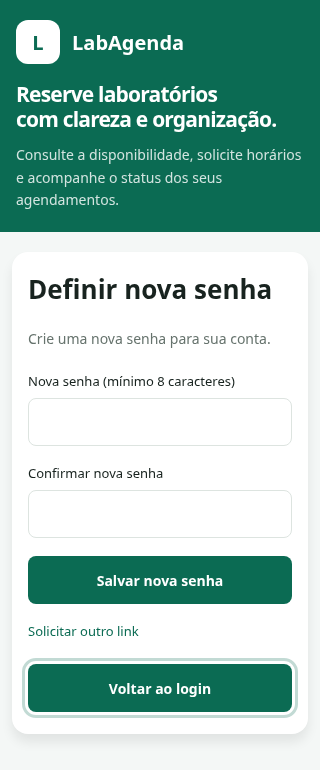 L
LabAgenda
Reserve laboratórios
com clareza e organização.
Consulte a disponibilidade, solicite horários
e acompanhe o status dos seus
agendamentos.
Definir nova senha
Crie uma nova senha para sua conta.
Nova senha (mínimo 8 caracteres)
Confirmar nova senha
Salvar nova senha
Solicitar outro link
Voltar ao login